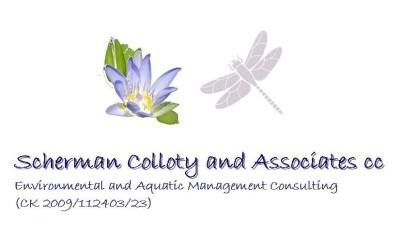 Scherman Colloty and Associates cc
Environmental and Aquatic Management Consulting
(CK 2009/112403/23)